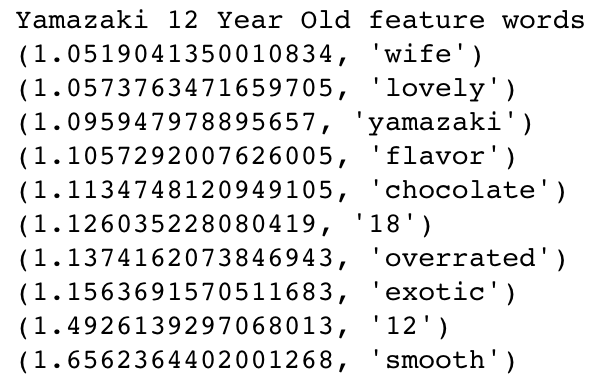 Yamazaki 12 Year Old feature words
(1.0519041350010834, 'wife')
(1.0573763471659705, 'lovely')
(1.095947978895657, 'yamazaki')
(1.1057292007626005, 'flavor')
(1.1134748120949105, 'chocolate')
(1.126035228080419, '18')
(1.1374162073846943, 'overrated')
(1.1563691570511683, 'exotic')
(1.4926139297068013, '12')
(1.6562364402001268, 'smooth')